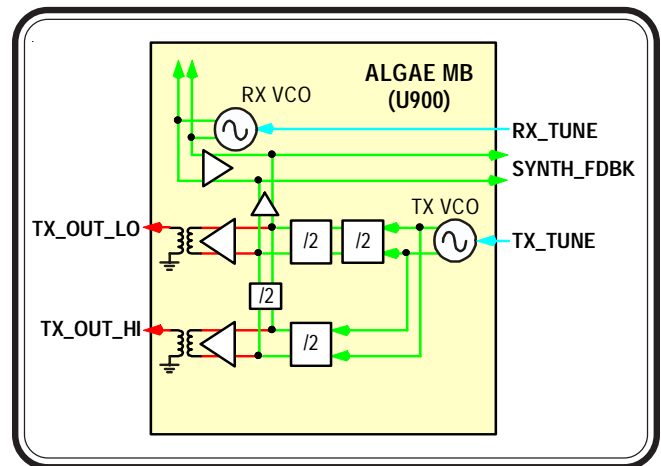 ALGAE MB
(U900)
RX VCO
RX_TUNE
SYNTH_FDBK
TX VCO
TX_OUT_LO
/2
/2
TX_TUNE
/2
TX_OUT_HI
/2